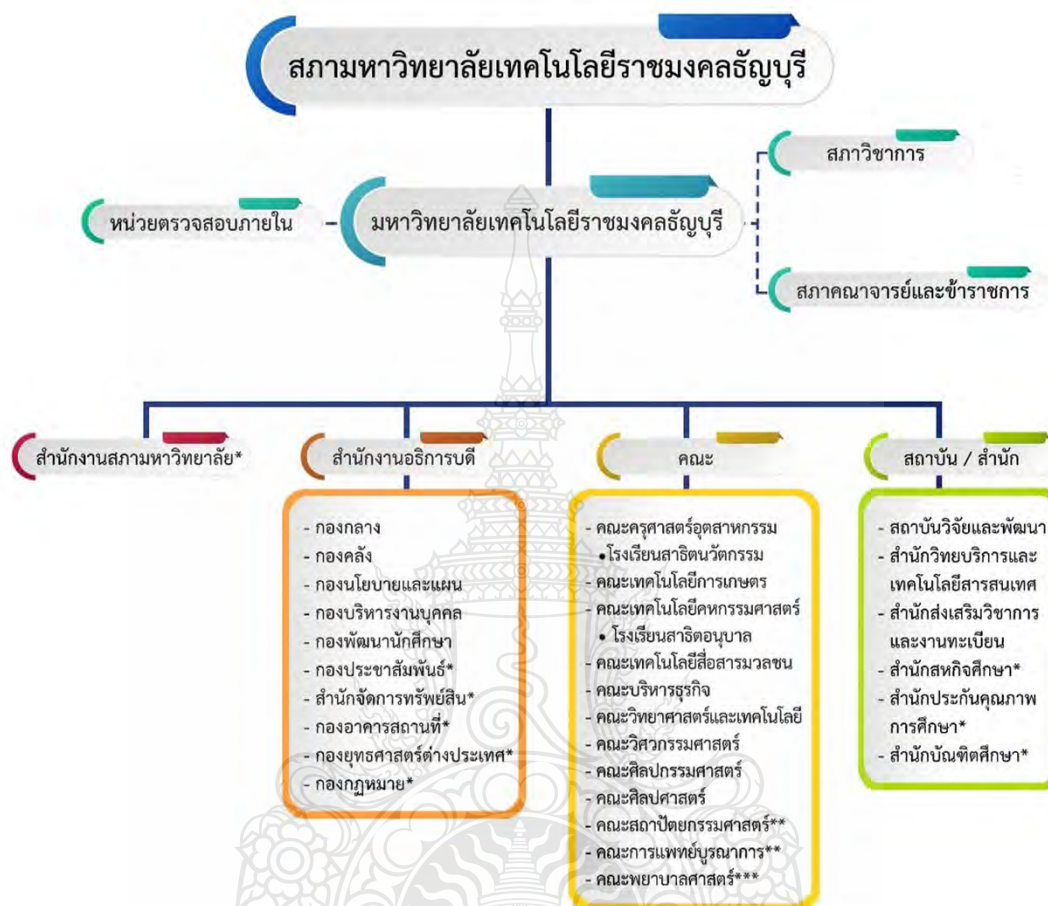 สภามหาวิทยาลัยเทคโนโลยีราชมงคลธัญบุรี
สภาวิชาการ
หน่วยตรวจสอบภายใน
มหาวิทยาลัยเทคโนโลยีราชมงคลธัญบุรี
สภาคณาจารย์และข้าราชการ
สำนักงานสภามหาวิทยาลัย*
สำนักงานอธิการบดี
- กองกลาง
- กองคลัง
- กองนโยบายและแผน
- กองบริหารงานบุคคล
- กองพัฒนานักศึกษา
- กองประชาสัมพันธ์*
- สำนักจัดการทรัพย์สิน*
- กองอาคารสถานที่*
- กองยุทธศาสตร์ต่างประเทศ*
- กองกฎหมาย*
คณะ
- คณะครุศาสตร์อุตสาหกรรม
•โรงเรียนสาธิตนวัตกรรม
- คณะเทคโนโลยีการเกษตร
- คณะเทคโนโลยีคหกรรมศาสตร์
• โรงเรียนสาธิตอนุบาล
- คณะเทคโนโลยีสื่อสารมวลชน
- คณะบริหารธุรกิจ
- คณะวิทยาศาสตร์และเทคโนโลยี
- คณะวิศวกรรมศาสตร์
- คณะศิลปกรรมศาสตร์
- คณะศิลปศาสตร์
- คณะสถาปัตยกรรมศาสตร์**
- คณะการแพทย์บูรณาการ**
- คณะพยาบาลศาสตร์***
สถาบัน / สำนัก
- สถาบันวิจัยและพัฒนา
- สำนักวิทยบริการและ
เทคโนโลยีสารสนเทศ
- สำนักส่งเสริมวิชาการ
และงานทะเบียน
- สำนักสหกิจศึกษา*
- สำนักประกันคุณภาพ
การศึกษา*
- สำนักบัณฑิตศึกษา*